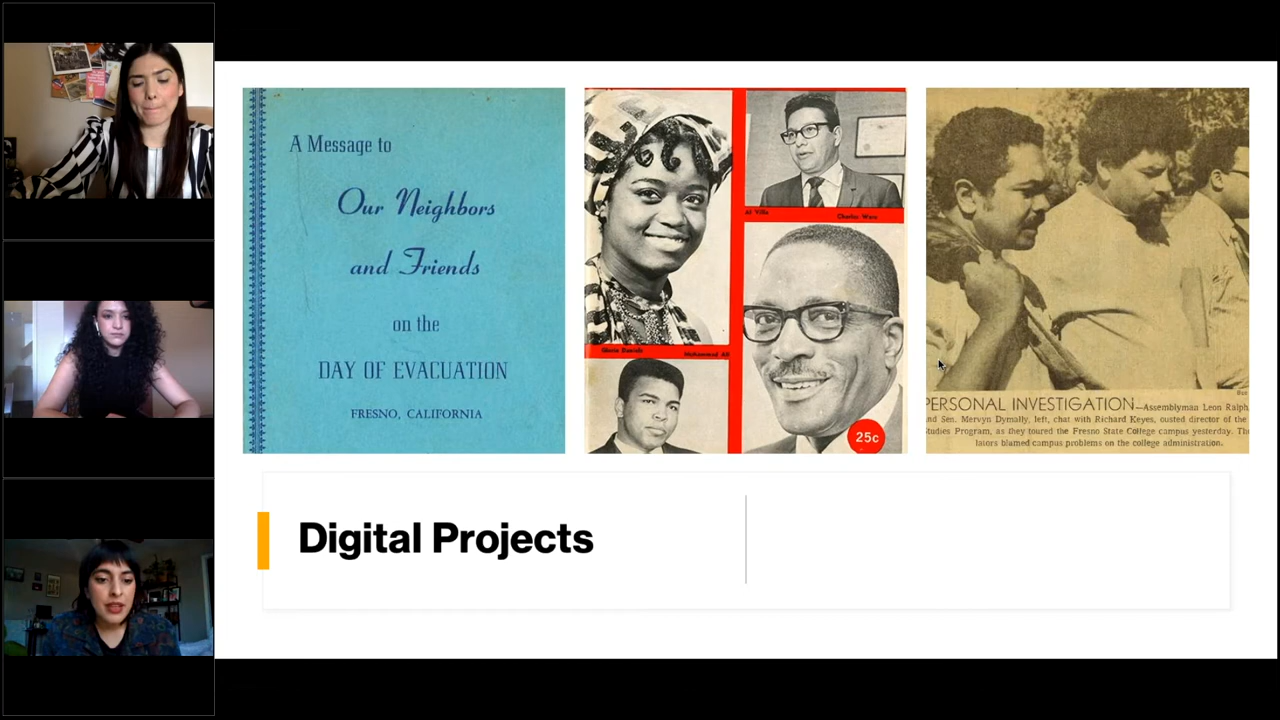 A Message to
Our Neighbors
and Friends
on the
DAY OF EVACUATION
FRESNO, CALIFORNIA
Al Villa
Charles Ware
Muhammad Ali
25c
PERSONAL INVESTIGATION—Assemblyman Leon Ralph,
nd Sen. Mervyn Dymally, left, chat with Richard Keyes, ousted director of the
tudies Program, as they toured the Fresno State College campus yesterday. The
lators blamed campus problems on the college administration.
Digital Projects